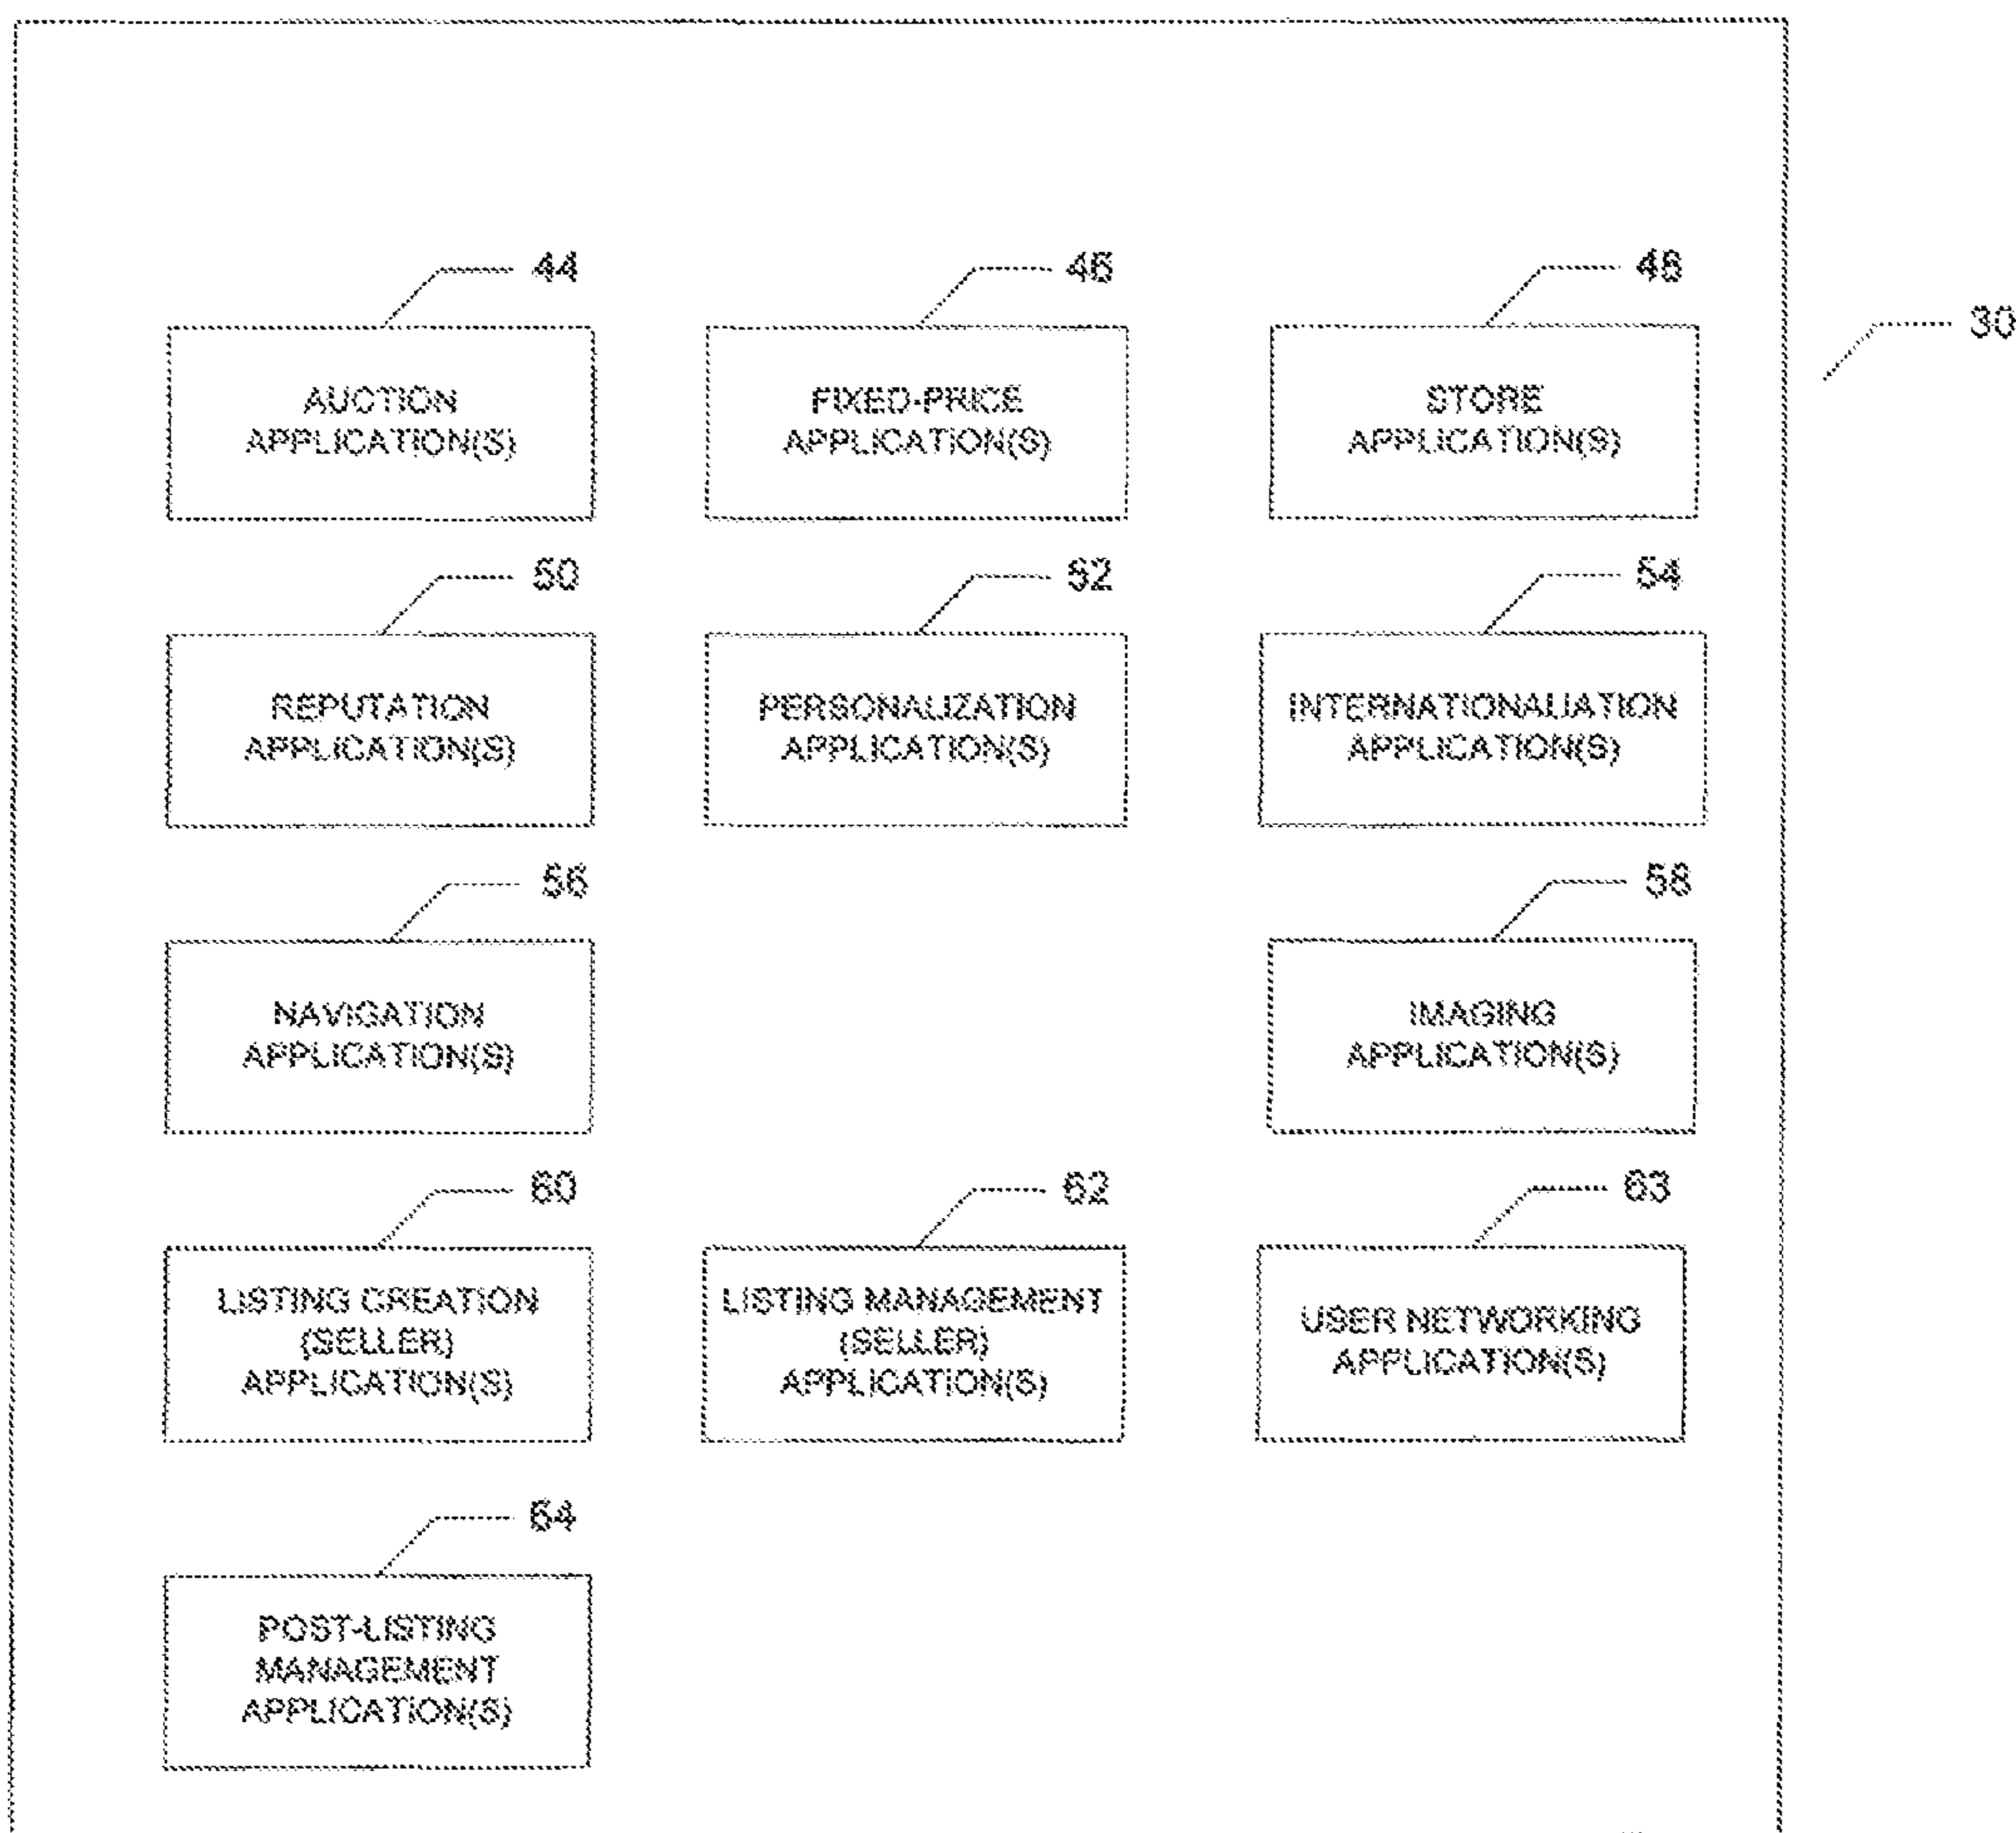 44
46
48
30
AUCTION
APPLICATION(S)
FIXED-PRICE
APPLICATION(S)
STORE
APPLICATION(S)
50
52
54
REPUTATION
APPLICATION(S)
PERSONALIZATION
APPLICATION(S)
INTERNATIONALIATION
APPLICATION(S)
56
58
NAVIGATION
APPLICATION(S)
IMAGING
APPLICATION(S)
60
62
63
LISTING CREATION
(SELLER)
APPLICATION(S)
LISTING MANAGEMENT
(SELLER)
APPLICATION(S)
USER NETWORKING
APPLICATION(S)
64
POST-LISTING
MANAGEMENT
APPLICATION(S)